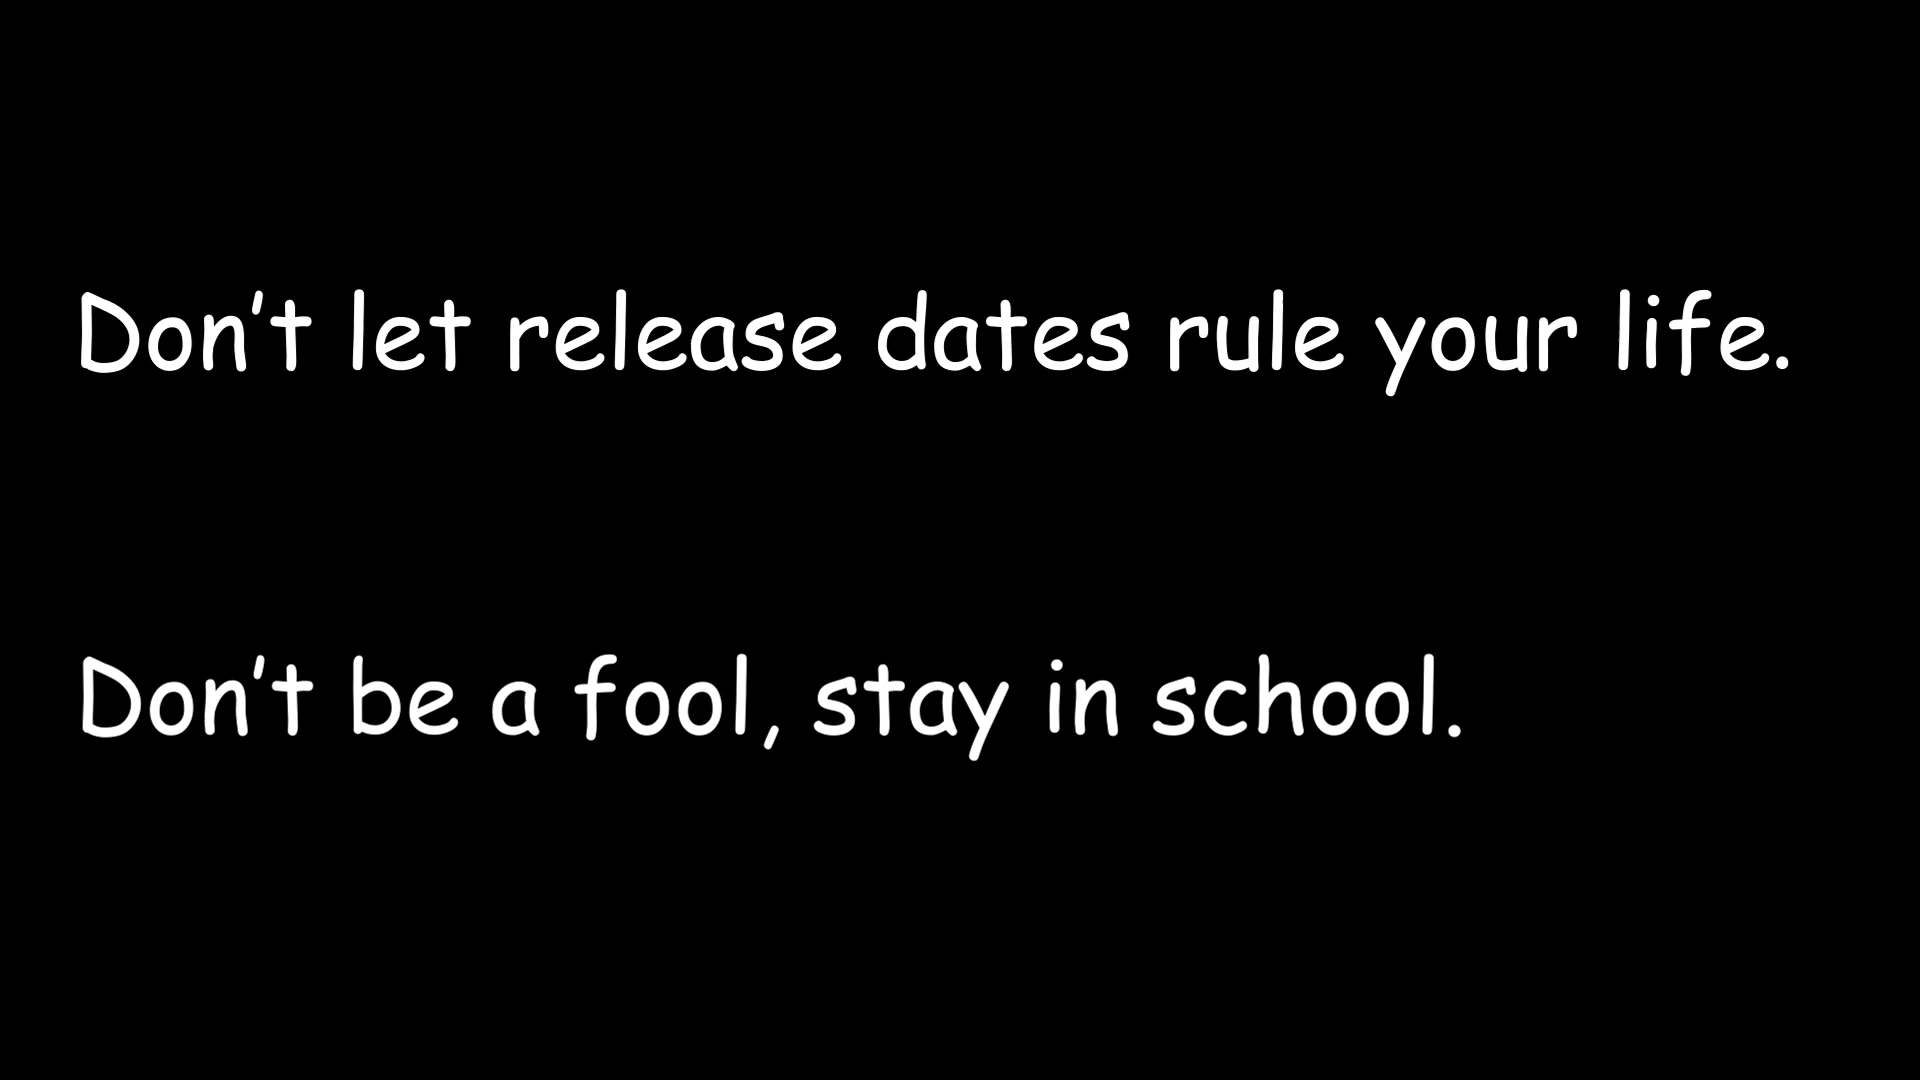 Don’t let release dates rule your life.
Don’t be a fool, stay in school.